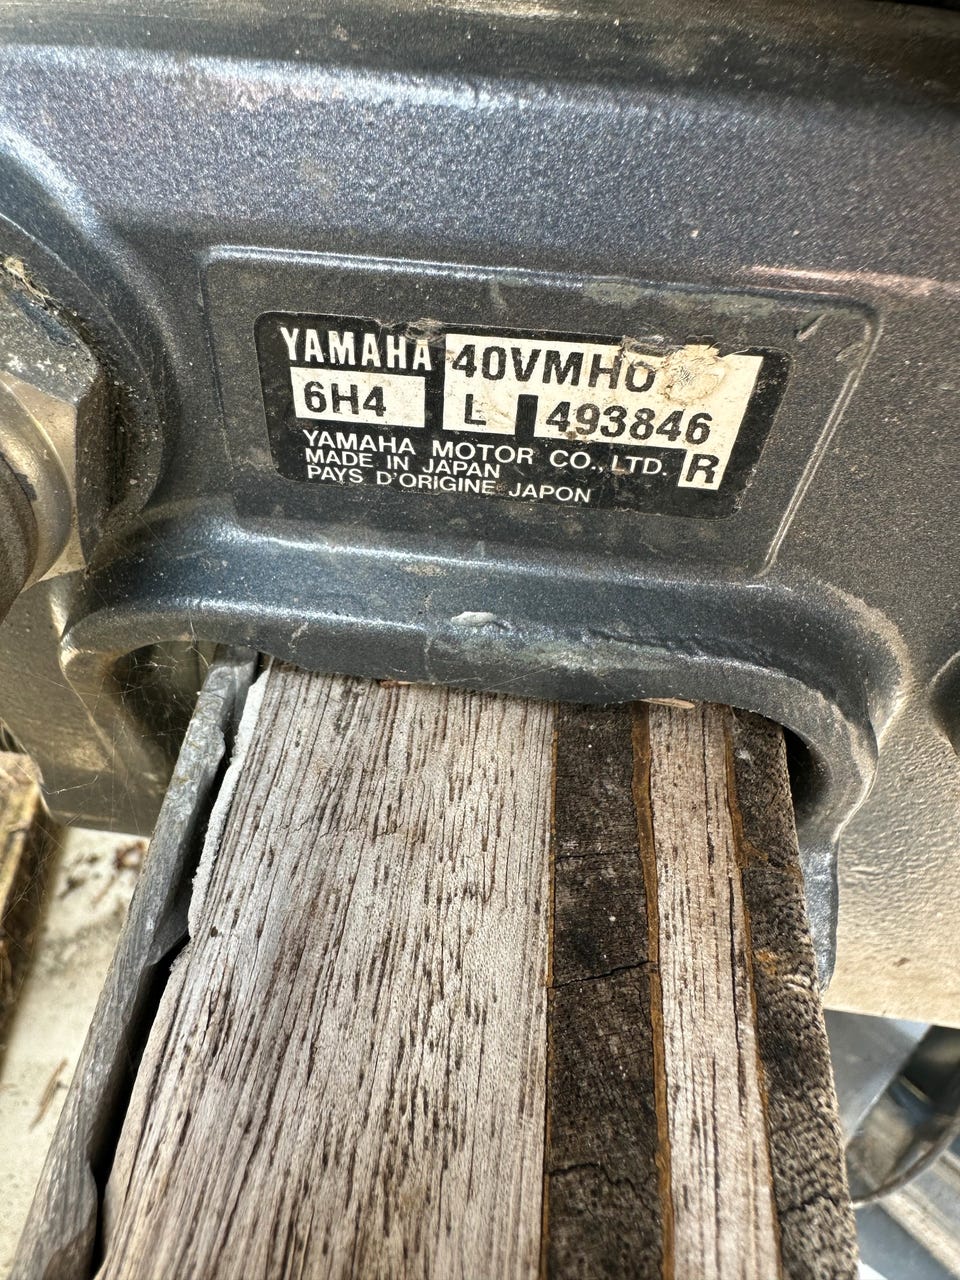 YAMAHA 40VMHO
6H4 L 493846
YAMAHA MOTOR CO., LTD. R
MADE IN JAPAN
PAYS D'ORIGINE JAPON